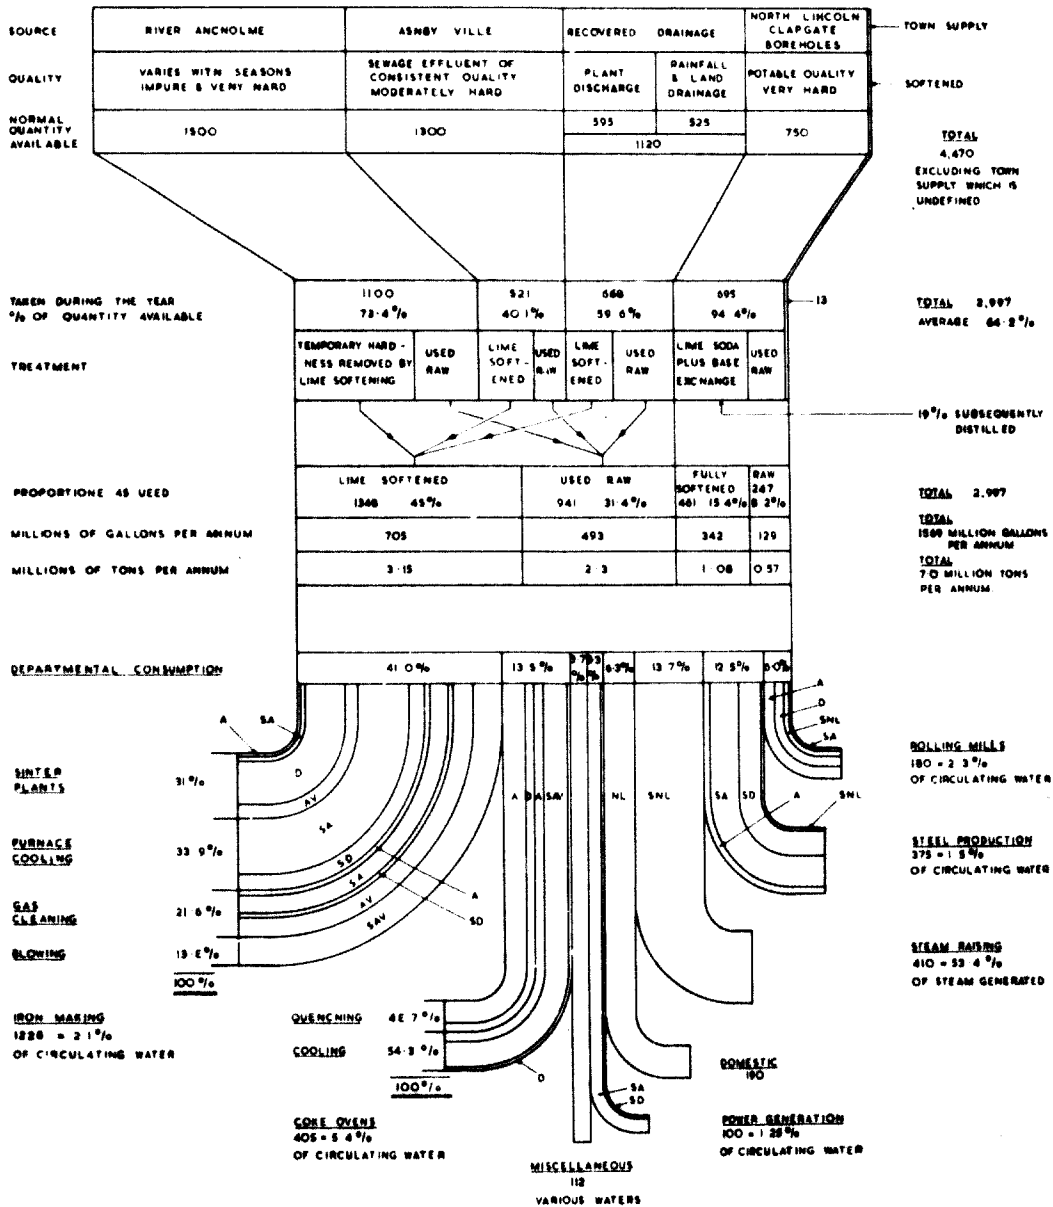 SOURCE
RIVER ANCHOLME
ASHBY VILLE
RECOVERED DRAINAGE
NORTH LINCOLN
CLAPGATE
BOREHOLES
TOWN SUPPLY
QUALITY
VARIES WITH SEASONS
IMPURE & VERY HARD
SEWAGE EFFLUENT OF
CONSISTENT QUALITY
MODERATELY HARD
PLANT
DISCHARGE
RAINFALL
& LAND
DRAINAGE
POTABLE QUALITY
VERY HARD
SOFTENED
NORMAL
QUANTITY
AVAILABLE
1500
1300
595
525
1120
750
TOTAL
4,470
EXCLUDING TOWN
SUPPLY WHICH IS
UNDEFINED
TAKEN DURING THE YEAR
% OF QUANTITY AVAILABLE
1100
73·4%
521
40 1%
668
59 6%
695
94 4%
13
TOTAL 2,997
AVERAGE 64·2%
TREATMENT
TEMPORARY HARD -
NESS REMOVED BY
LIME SOFTENING
USED
RAW
LIME
SOFT -
ENED
USED
RAW
LIME
SOFT -
ENED
USED
RAW
LIME SODA
PLUS BASE
EXCHANGE
USED
RAW
19% SUBSEQUENTLY
DISTILLED
PROPORTIONE AS USED
LIME SOFTENED
1348 45%
USED RAW
941 31·4%
FULLY
SOFTENED
461 15·4%
RAW
247
8 2%
TOTAL 2,997
MILLIONS OF GALLONS PER ANNUM
705
493
342
129
TOTAL
1569 MILLION GALLONS
PER ANNUM
MILLIONS OF TONS PER ANNUM
3·15
2·3
1·08
0 57
TOTAL
7·0 MILLION TONS
PER ANNUM
DEPARTMENTAL CONSUMPTION
41 0%
13·5%
6·3%
13 7%
12 5%
6·0%
A
SA
A
D
SNL
SA
ROLLING MILLS
180 = 2 3%
OF CIRCULATING WATER
SINTER
PLANTS
31%
D
AV
SA
A
D
A
SAV
NL
SNL
SA
SD
A
SNL
FURNACE
COOLING
33 9%
SD
SA
AV
SAV
A
SD
STEEL PRODUCTION
375 = 1 5%
OF CIRCULATING WATER
GAS
CLEANING
21·6%
BLOWING
100%
STEAM RAISING
410 = 53·4%
OF STEAM GENERATED
IRON MAKING
1226 = 2 1%
OF CIRCULATING WATER
QUENCHING
COOLING 54·3%
100%
D
SA
SD
DOMESTIC
190
COKE OVENS
405 = 5 4%
OF CIRCULATING WATER
POWER GENERATION
100 = 1 25%
OF CIRCULATING WATER
MISCELLANEOUS
112
VARIOUS WATERS